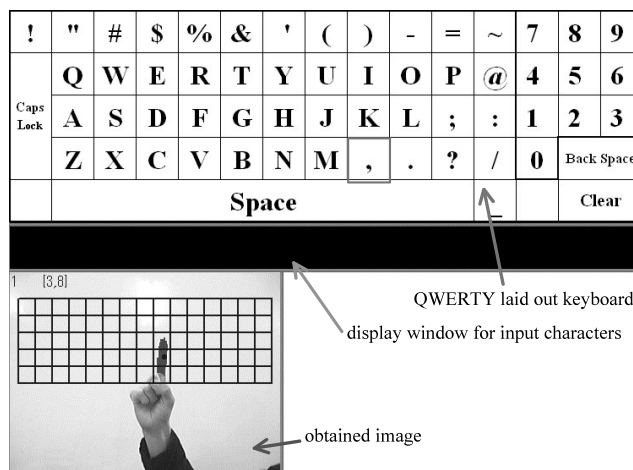 ! " # $ % & ' ( ) - = ~ 7 8 9
Q W E R T Y U I O P @ 4 5 6
Caps Lock A S D F G H J K L ; : 1 2 3
Z X C V B N M , . ? / 0 Back Space
Space _ Clear
1 [3,8]
QWERTY laid out keyboard
display window for input characters
obtained image